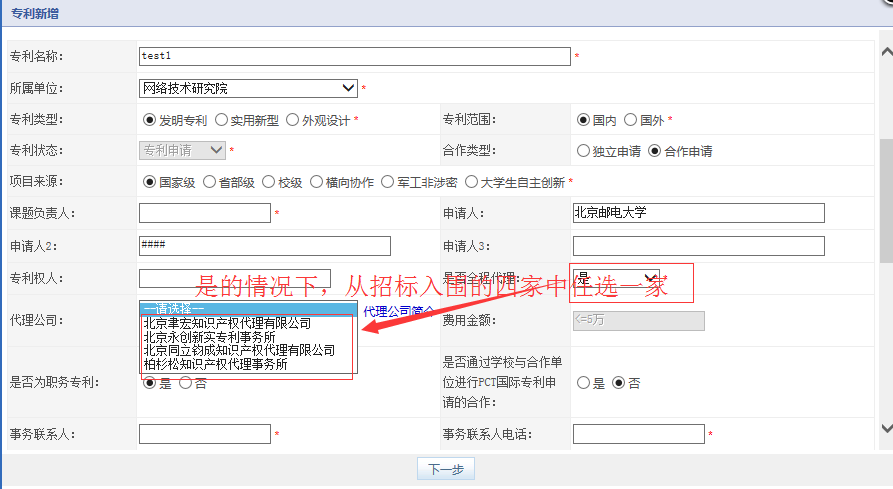 专利新增
专利名称： test1 *
所属单位： 网络技术研究院 *
专利类型： 发明专利 实用新型 外观设计 * 专利范围： 国内 国外 *
专利状态： 专利申请 * 合作类型： 独立申请 合作申请
项目来源： 国家级 省部级 校级 横向协作 军工非涉密 大学生自主创新 *
课题负责人： * 申请人： 北京邮电大学
申请人2： #### 申请人3：
专利权人： 是否全程代理： 是 *
是的情况下，从招标入围的四家中任选一家
代理公司： —请选择— 代理公司简介 费用金额： <=5万
北京聿宏知识产权代理有限公司
北京永创新实专利事务所
北京同立钧成知识产权代理有限公司
柏杉松知识产权代理事务所
是否为职务专利： 是 否 是否通过学校与合作单
位进行PCT国际专利申
请的合作： 是 否
事务联系人： * 事务联系人电话： *
下一步